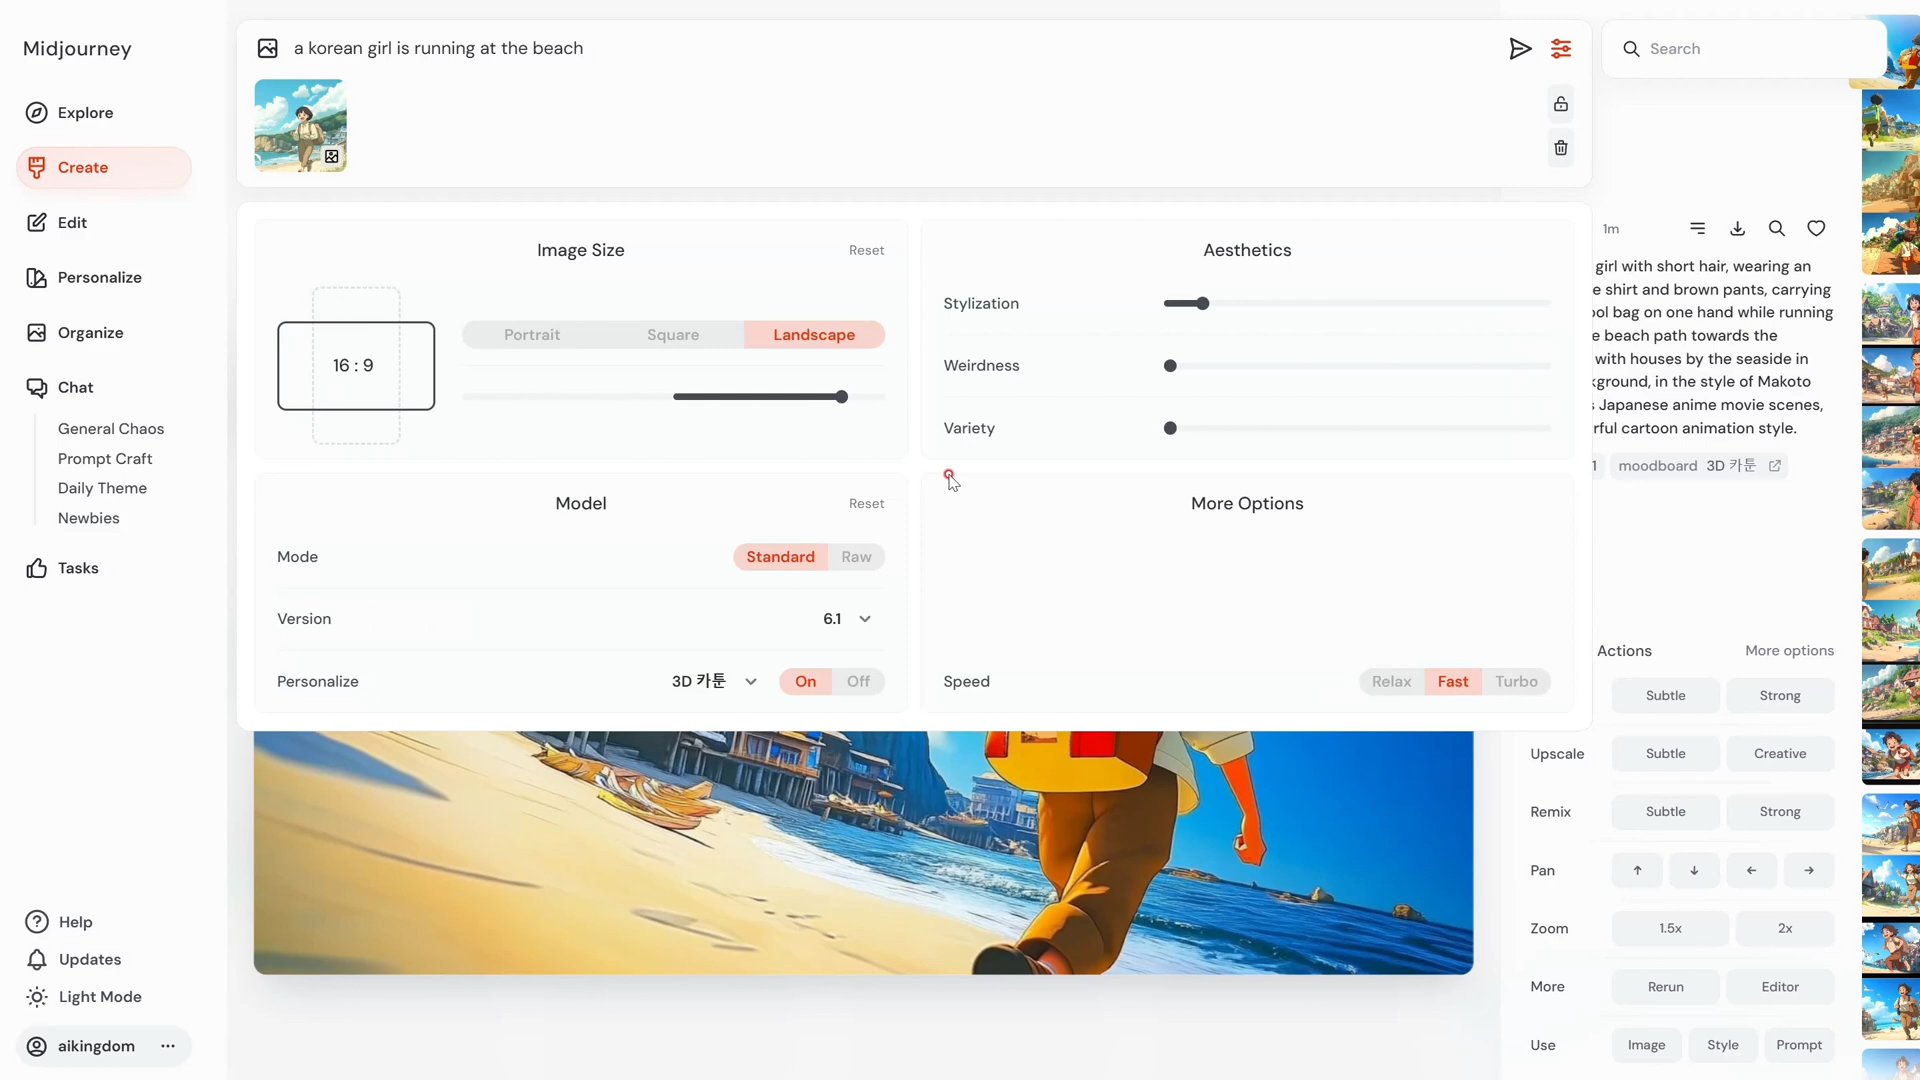 Midjourney
Explore
Create
Edit
Personalize
Organize
Chat
General Chaos
Prompt Craft
Daily Theme
Newbies
Tasks
Help
Updates
Light Mode
aikingdom
a korean girl is running at the beach
Search
Image Size
Reset
16 : 9
Portrait
Square
Landscape
Aesthetics
Stylization
Weirdness
Variety
Model
Reset
Mode
Standard
Raw
Version
6.1
Personalize
3D 카툰
On
Off
More Options
Speed
Relax
Fast
Turbo
1m
girl with short hair, wearing an
shirt and brown pants, carrying
bag on one hand while running
beach path towards the
with houses by the seaside in
in the style of Makoto
Japanese anime movie scenes,
cartoon animation style.
1
moodboard 3D 카툰
Actions
More options
Subtle
Strong
Upscale
Subtle
Creative
Remix
Subtle
Strong
Pan
Zoom
1.5x
2x
More
Rerun
Editor
Use
Image
Style
Prompt